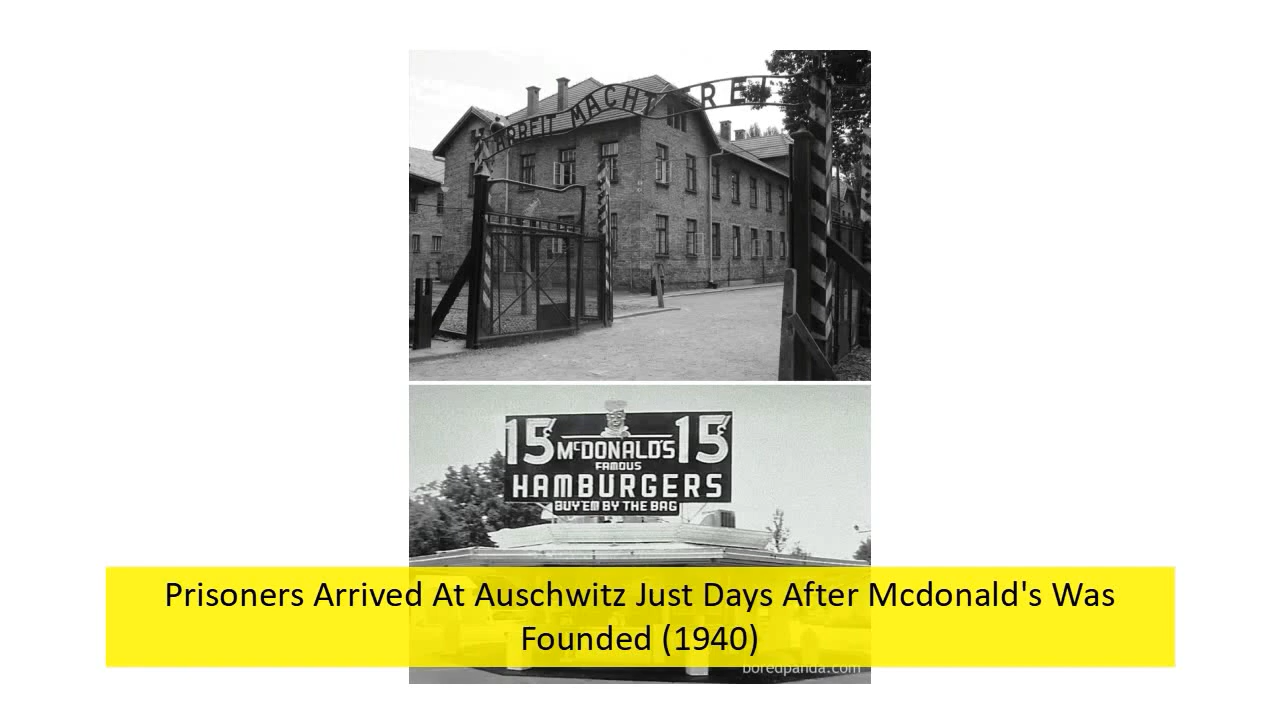 ARBEIT MACHT FREI
15¢ McDONALD'S 15¢
FAMOUS
HAMBURGERS
BUY 'EM BY THE BAG
Prisoners Arrived At Auschwitz Just Days After Mcdonald's Was
Founded (1940)
boredpanda.com